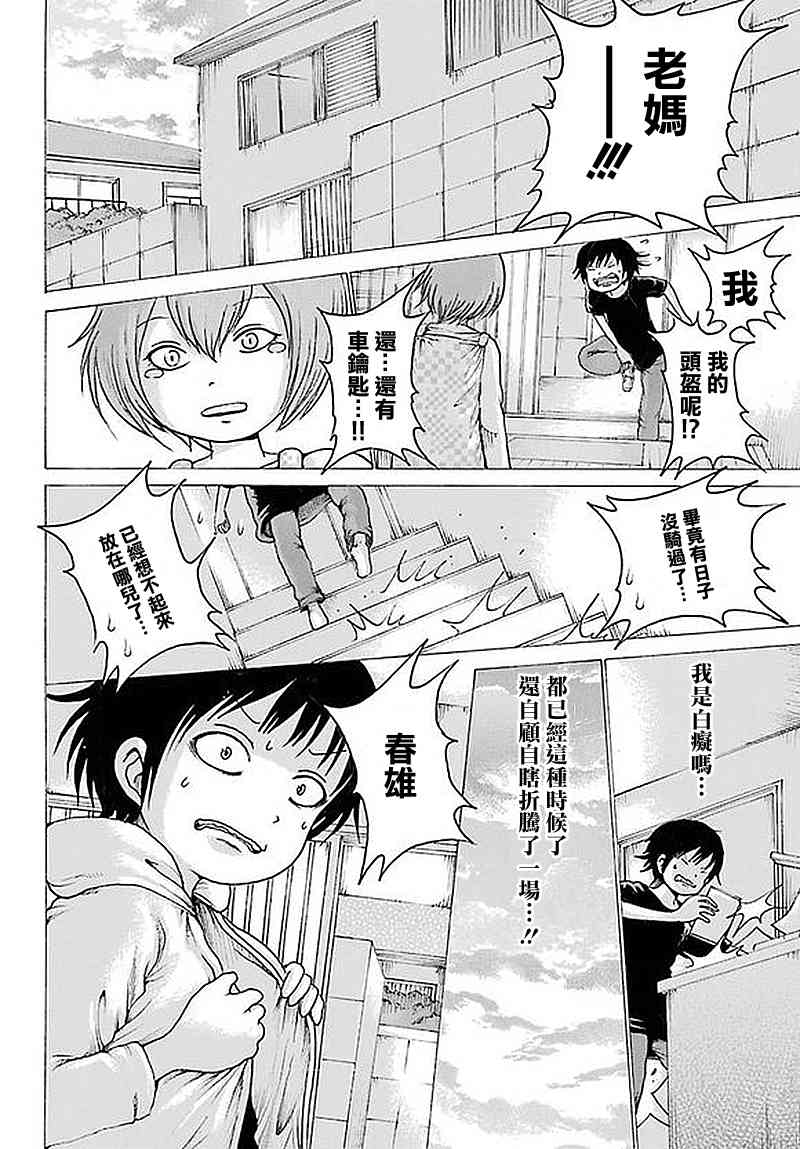 老媽
——!!!
我
我的
頭盔呢!?
還…還有
車鑰匙…!!
畢竟有日子
沒騎過了…
已經想不起來
放在哪兒了…
我是白癡嗎…
都已經這種時候了
還自顧自瞎折騰了一場…!!
春雄